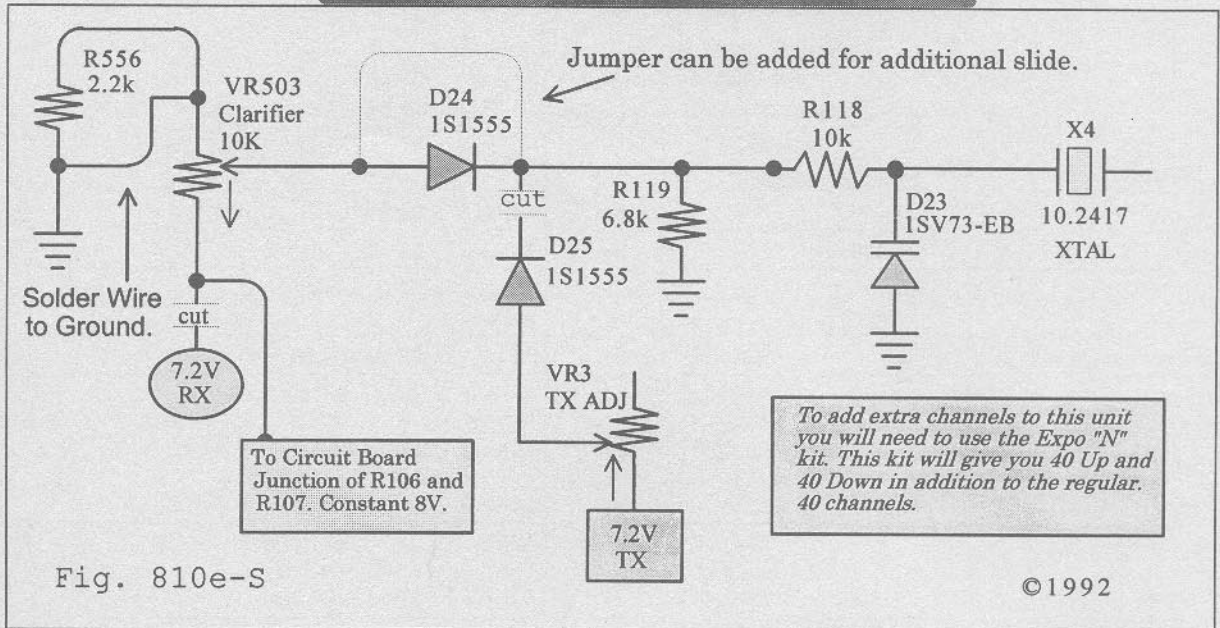 Jumper can be added for additional slide.
R556
2.2k
VR503
Clarifier
10K
D24
1S1555
R118
10k
X4
cut
R119
6.8k
D23
1SV73-EB
10.2417
XTAL
D25
1S1555
Solder Wire
to Ground.
cut
7.2V
RX
VR3
TX ADJ
To add extra channels to this unit
you will need to use the Expo "N"
kit. This kit will give you 40 Up and
40 Down in addition to the regular.
40 channels.
To Circuit Board
Junction of R106 and
R107. Constant 8V.
7.2V
TX
Fig. 810e-S
©1992